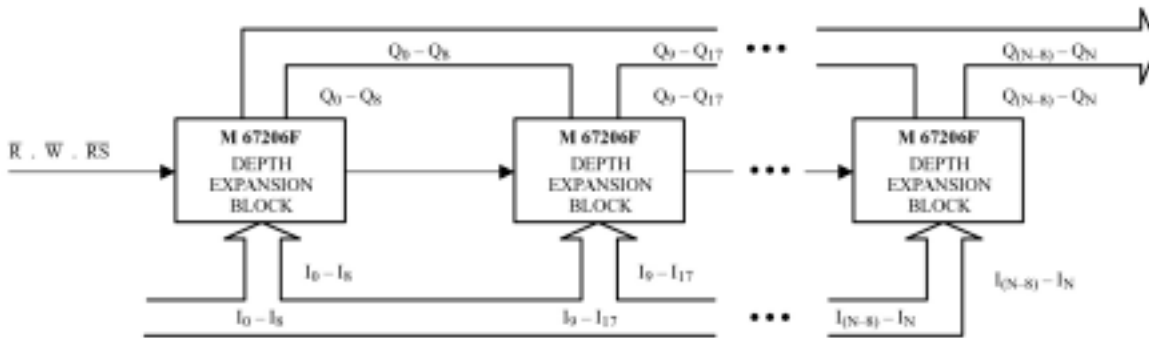 Q₀ – Q₈ Q₉ – Q₁₇ ••• Q₍N–8₎ – QN
Q₀ – Q₈ Q₉ – Q₁₇ Q₍N–8₎ – QN
R̅ . W̅ . R̅S̅
M 67206F
DEPTH
EXPANSION
BLOCK
M 67206F
DEPTH
EXPANSION
BLOCK
•••
M 67206F
DEPTH
EXPANSION
BLOCK
I₀ – I₈ I₉ – I₁₇ I₍N–8₎ – IN
I₀ – I₈ I₉ – I₁₇ ••• I₍N–8₎ – IN